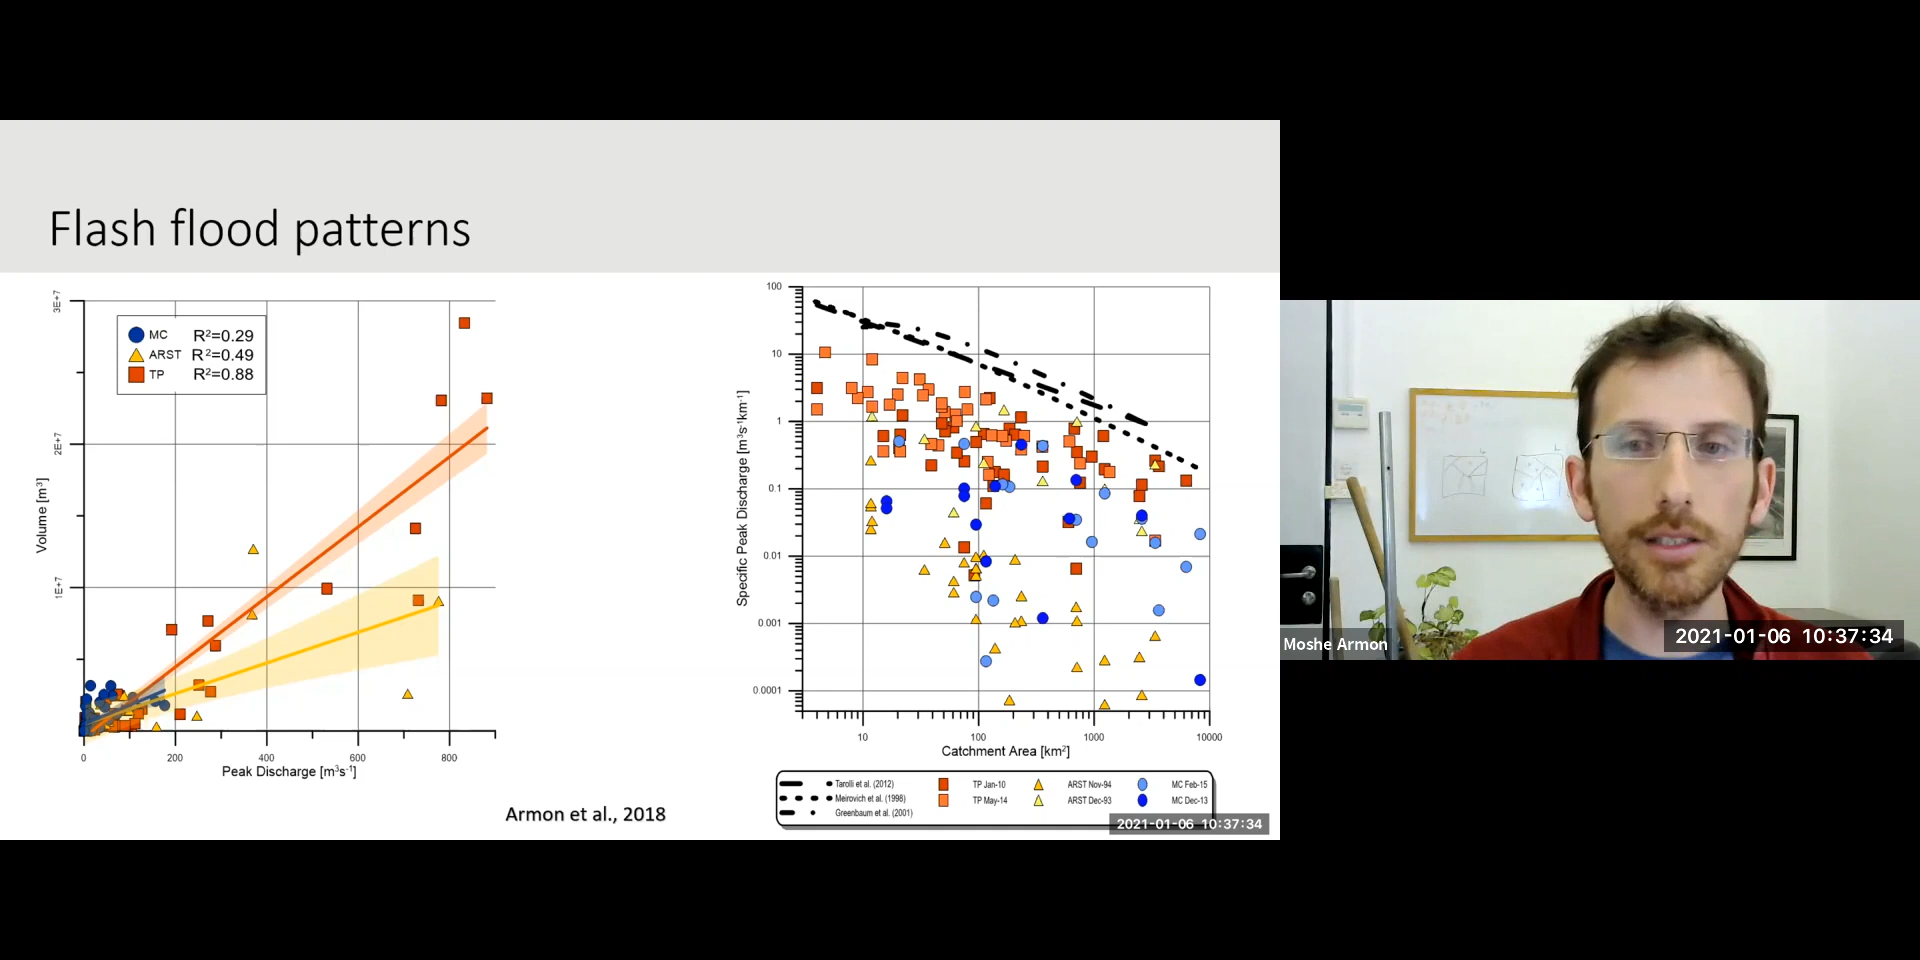 Flash flood patterns
3E+7
2E+7
1E+7
Volume [m³]
MC R²=0.29
ARST R²=0.49
TP R²=0.88
0 200 400 600 800
Peak Discharge [m³s⁻¹]
Armon et al., 2018
100
10
1
0.1
0.01
0.001
0.0001
Specific Peak Discharge [m³s⁻¹km⁻¹]
10 100 1000 10000
Catchment Area [km²]
Tarolli et al. (2012) TP Jan-10 ARST Nov-94 MC Feb-15
Meirovich et al. (1998) TP May-14 ARST Dec-93 MC Dec-13
Greenbaum et al. (2001)
2021-01-06 10:37:34
Moshe Armon
2021-01-06 10:37:34